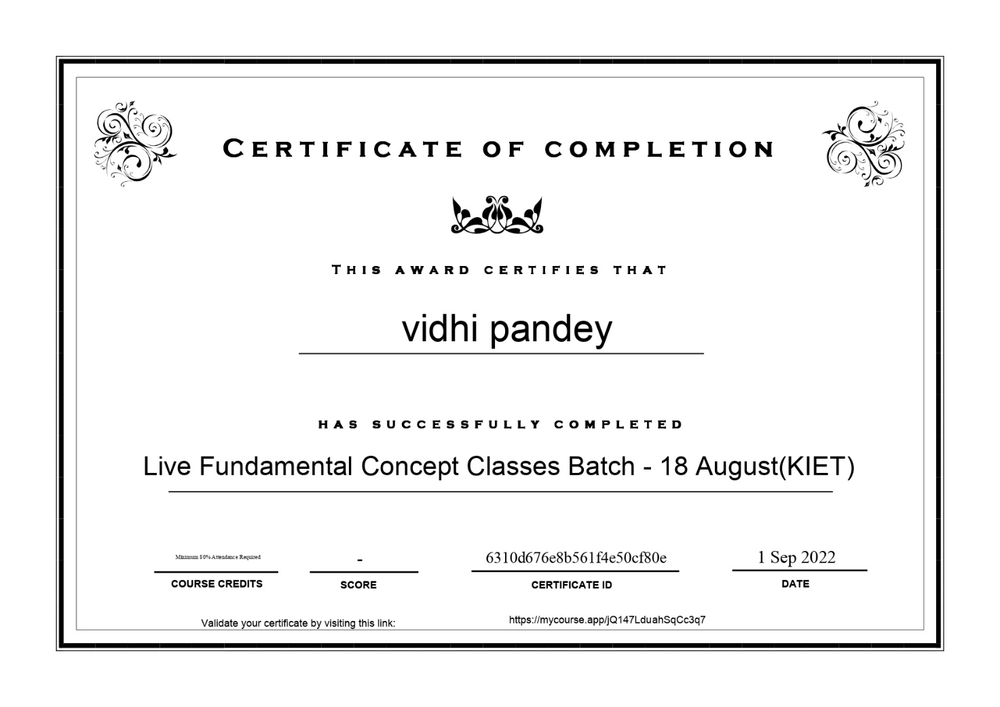 CERTIFICATE OF COMPLETION
THIS AWARD CERTIFIES THAT
vidhi pandey
HAS SUCCESSFULLY COMPLETED
Live Fundamental Concept Classes Batch - 18 August(KIET)
Minimum 80% Attendance Required - 6310d676e8b561f4e50cf80e 1 Sep 2022
COURSE CREDITS SCORE CERTIFICATE ID DATE
Validate your certificate by visiting this link: https://mycourse.app/jQ147LduahSqCc3q7